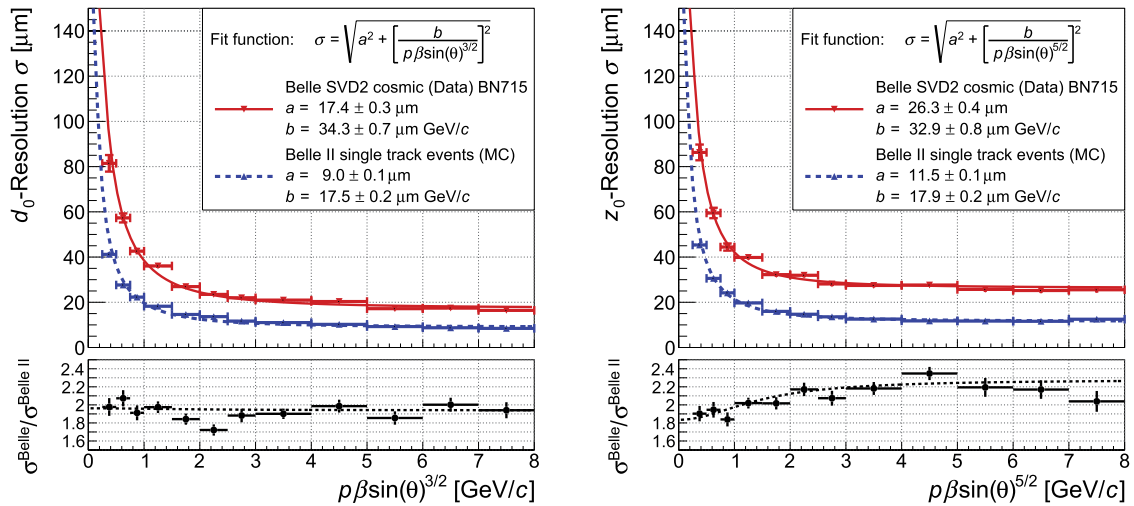 140
120
100
80
60
40
20
0
d₀-Resolution σ [μm]
Fit function: σ = √(a² + [b / pβsin(θ)^{3/2}]²)
Belle SVD2 cosmic (Data) BN715
a = 17.4 ± 0.3 μm
b = 34.3 ± 0.7 μm GeV/c
Belle II single track events (MC)
a = 9.0 ± 0.1 μm
b = 17.5 ± 0.2 μm GeV/c
2.4
2.2
2
1.8
1.6
σ^Belle/σ^Belle II
0 1 2 3 4 5 6 7 8
pβsin(θ)^{3/2} [GeV/c]
140
120
100
80
60
40
20
0
z₀-Resolution σ [μm]
Fit function: σ = √(a² + [b / pβsin(θ)^{5/2}]²)
Belle SVD2 cosmic (Data) BN715
a = 26.3 ± 0.4 μm
b = 32.9 ± 0.8 μm GeV/c
Belle II single track events (MC)
a = 11.5 ± 0.1 μm
b = 17.9 ± 0.2 μm GeV/c
2.4
2.2
2
1.8
1.6
σ^Belle/σ^Belle II
0 1 2 3 4 5 6 7 8
pβsin(θ)^{5/2} [GeV/c]